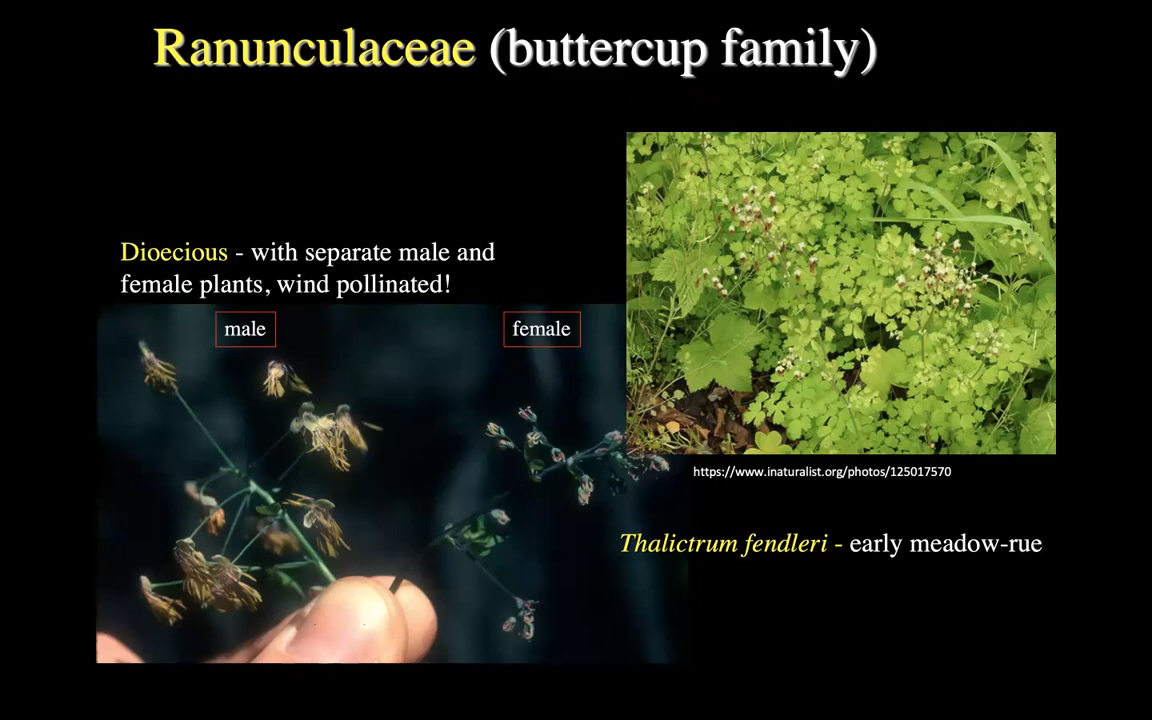 Ranunculaceae (buttercup family)
Dioecious - with separate male and
female plants, wind pollinated!
male
female
https://www.inaturalist.org/photos/125017570
Thalictrum fendleri - early meadow-rue